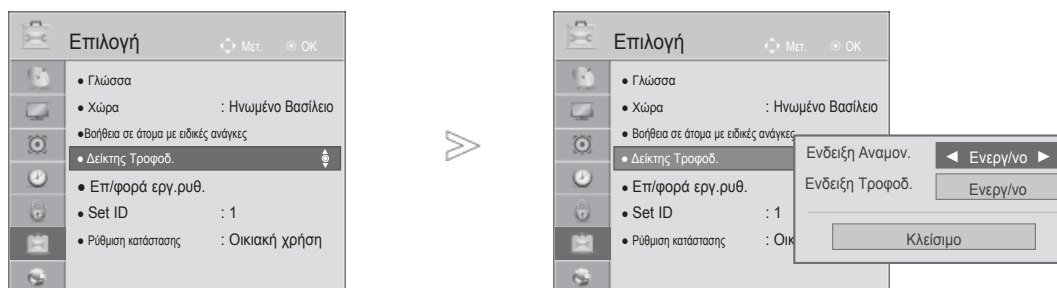 Επιλογή Μετ. OK
● Γλώσσα
● Χώρα : Ηνωμένο Βασίλειο
●Βοήθεια σε άτομα με ειδικές ανάγκες
● Δείκτης Τροφοδ.
● Επ/φορά εργ.ρυθ.
● Set ID : 1
● Ρύθμιση κατάστασης : Οικιακή χρήση
Επιλογή Μετ. OK
● Γλώσσα
● Χώρα : Ηνωμένο Βασίλειο
● Βοήθεια σε άτομα με ειδικές ανάγκες
● Δείκτης Τροφοδ.
● Επ/φορά εργ.ρυθ.
● Set ID : 1
● Ρύθμιση κατάστασης : Οικ
Ενδειξη Αναμον. ◄ Ενεργ/νο ►
Ενδειξη Τροφοδ. Ενεργ/νο
Κλείσιμο